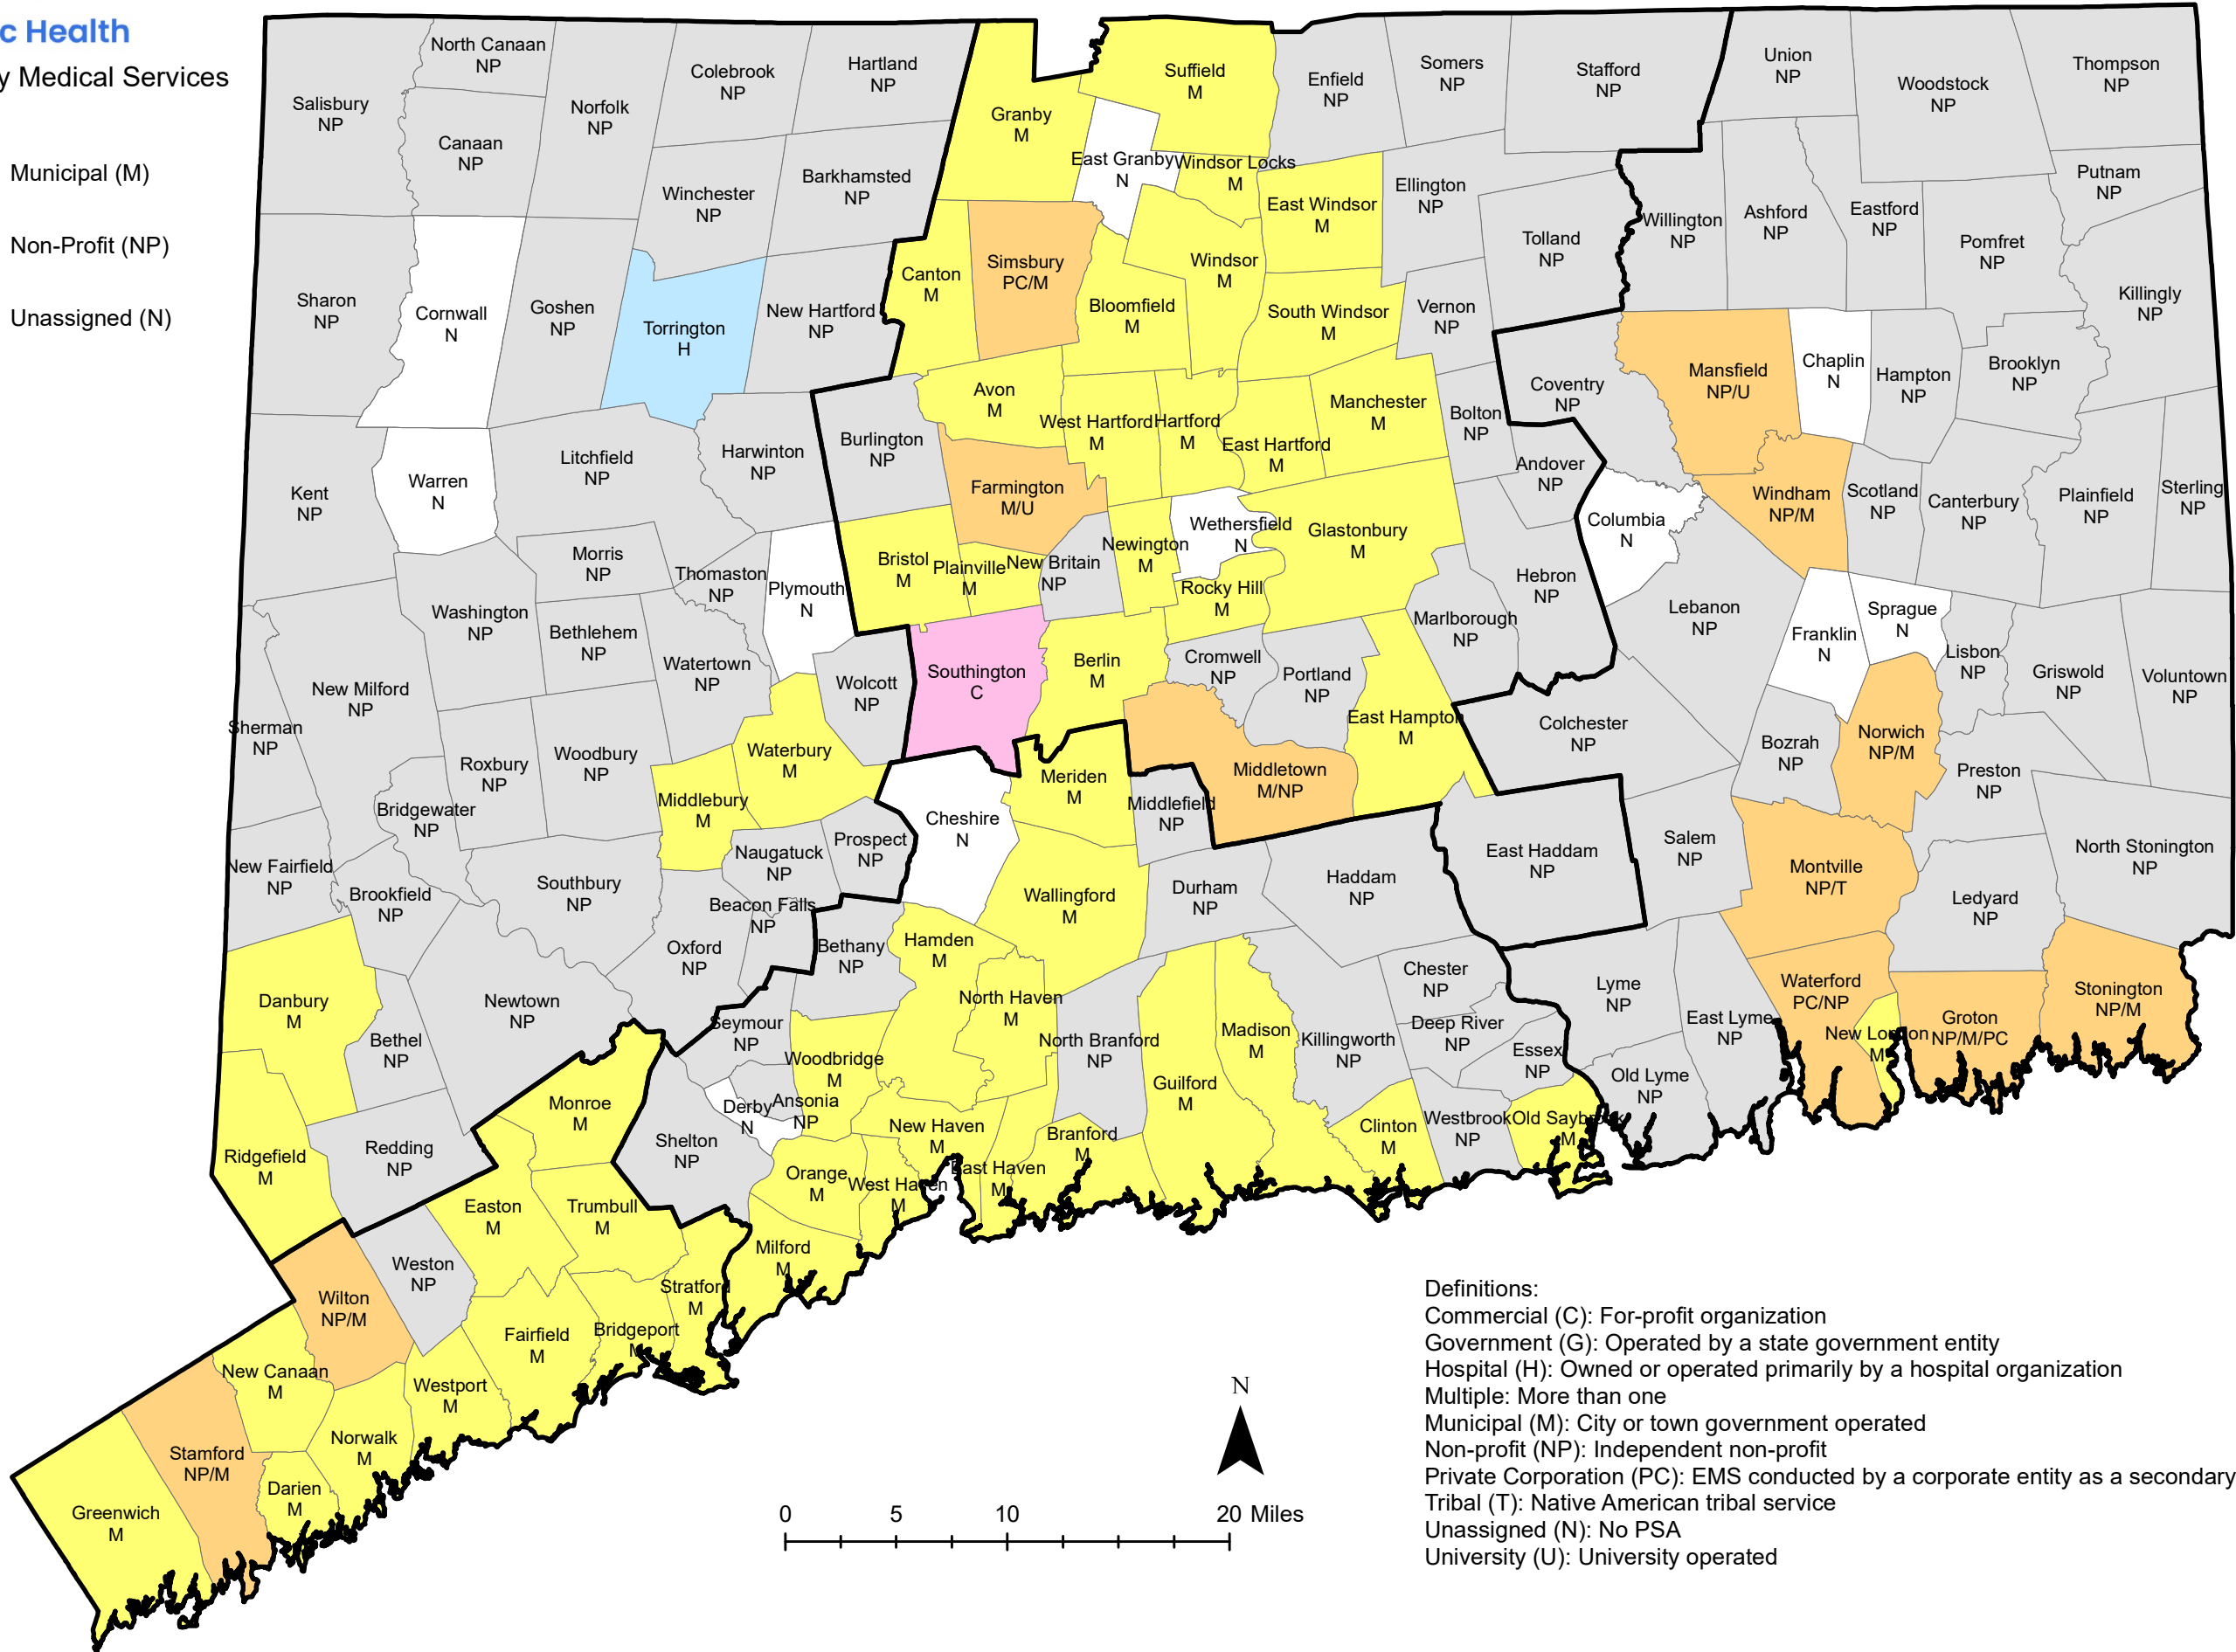 c Health
y Medical Services
Municipal (M)
Non-Profit (NP)
Unassigned (N)
Salisbury
NP
North Canaan
NP
Canaan
NP
Norfolk
NP
Colebrook
NP
Hartland
NP
Winchester
NP
Barkhamsted
NP
Granby
M
Suffield
M
East Granby
N
Windsor Locks
M
Enfield
NP
Somers
NP
Stafford
NP
Union
NP
Woodstock
NP
Thompson
NP
Putnam
NP
East Windsor
M
Ellington
NP
Tolland
NP
Willington
NP
Ashford
NP
Eastford
NP
Pomfret
NP
Killingly
NP
Sharon
NP
Cornwall
N
Goshen
NP
Torrington
H
New Hartford
NP
Canton
M
Simsbury
PC/M
Bloomfield
M
Windsor
M
South Windsor
M
Vernon
NP
Coventry
NP
Mansfield
NP/U
Chaplin
N
Hampton
NP
Brooklyn
NP
Kent
NP
Warren
N
Litchfield
NP
Harwinton
NP
Burlington
NP
Avon
M
West Hartford
M
Hartford
M
East Hartford
M
Manchester
M
Bolton
NP
Andover
NP
Farmington
M/U
Columbia
N
Windham
NP/M
Scotland
NP
Canterbury
NP
Plainfield
NP
Sterling
NP
Morris
NP
Thomaston
NP
Plymouth
N
Bristol
M
Plainville
M
New Britain
NP
Newington
M
Wethersfield
N
Rocky Hill
M
Glastonbury
M
Hebron
NP
Marlborough
NP
Lebanon
NP
Franklin
N
Sprague
N
Lisbon
NP
Griswold
NP
Voluntown
NP
Washington
NP
Bethlehem
NP
Watertown
NP
Wolcott
NP
Southington
C
Berlin
M
Cromwell
NP
Portland
NP
East Hampton
M
Colchester
NP
Bozrah
NP
Norwich
NP/M
Preston
NP
New Milford
NP
Sherman
NP
Roxbury
NP
Woodbury
NP
Waterbury
M
Middlebury
M
Bridgewater
NP
Naugatuck
NP
Prospect
NP
Cheshire
N
Meriden
M
Middlefield
NP
Middletown
M/NP
New Fairfield
NP
Brookfield
NP
Southbury
NP
Beacon Falls
NP
Oxford
NP
Bethany
NP
Hamden
M
Wallingford
M
Durham
NP
Haddam
NP
East Haddam
NP
Salem
NP
Montville
NP/T
Ledyard
NP
North Stonington
NP
Danbury
M
Bethel
NP
Newtown
NP
Seymour
NP
Woodbridge
M
North Haven
M
North Branford
NP
Guilford
M
Madison
M
Killingworth
NP
Chester
NP
Deep River
NP
Essex
NP
Lyme
NP
East Lyme
NP
Waterford
PC/NP
New London
M
Groton
NP/M/PC
Stonington
NP/M
Ridgefield
M
Redding
NP
Monroe
M
Shelton
NP
Derby
N
Ansonia
NP
Orange
M
New Haven
M
West Haven
M
East Haven
M
Branford
M
Clinton
M
Westbrook
NP
Old Saybrook
M
Old Lyme
NP
Easton
M
Trumbull
M
Milford
M
Weston
NP
Wilton
NP/M
Stratford
M
Bridgeport
M
Fairfield
M
New Canaan
M
Westport
M
Norwalk
M
Stamford
NP/M
Darien
M
Greenwich
M
N
0 5 10 20 Miles
Definitions:
Commercial (C): For-profit organization
Government (G): Operated by a state government entity
Hospital (H): Owned or operated primarily by a hospital organization
Multiple: More than one
Municipal (M): City or town government operated
Non-profit (NP): Independent non-profit
Private Corporation (PC): EMS conducted by a corporate entity as a secondary
Tribal (T): Native American tribal service
Unassigned (N): No PSA
University (U): University operated